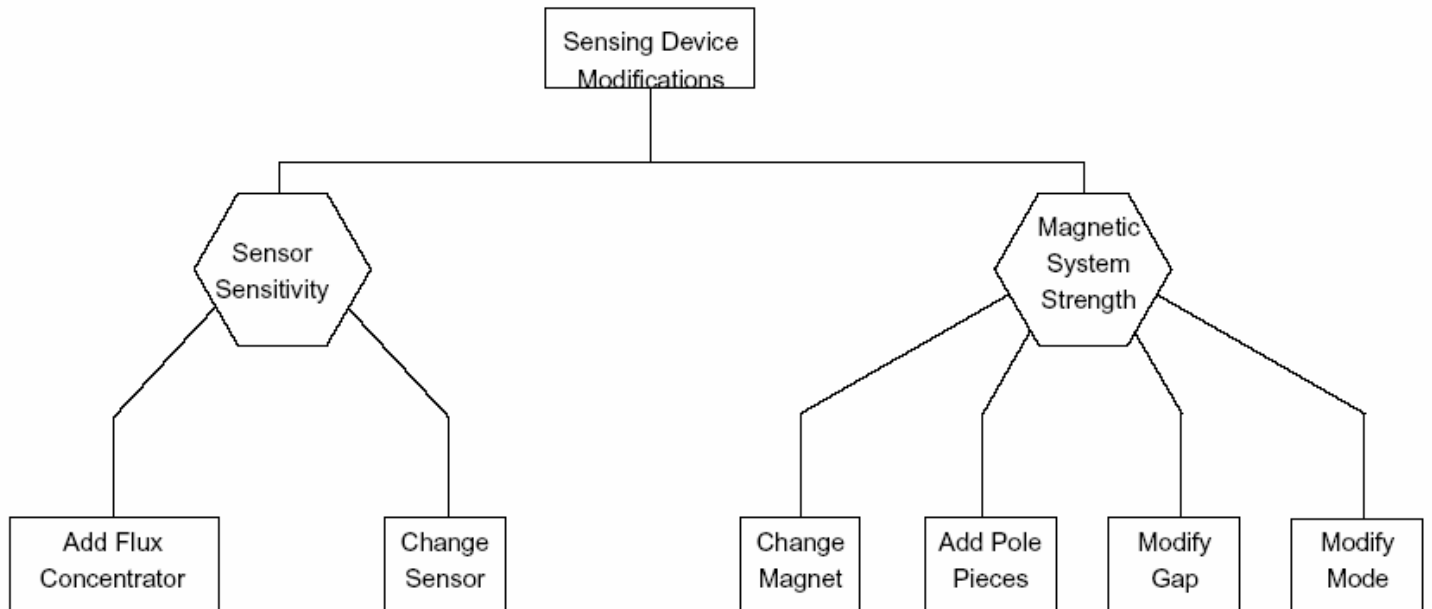 Sensing Device
Modifications
Sensor
Sensitivity
Magnetic
System
Strength
Add Flux
Concentrator
Change
Sensor
Change
Magnet
Add Pole
Pieces
Modify
Gap
Modify
Mode